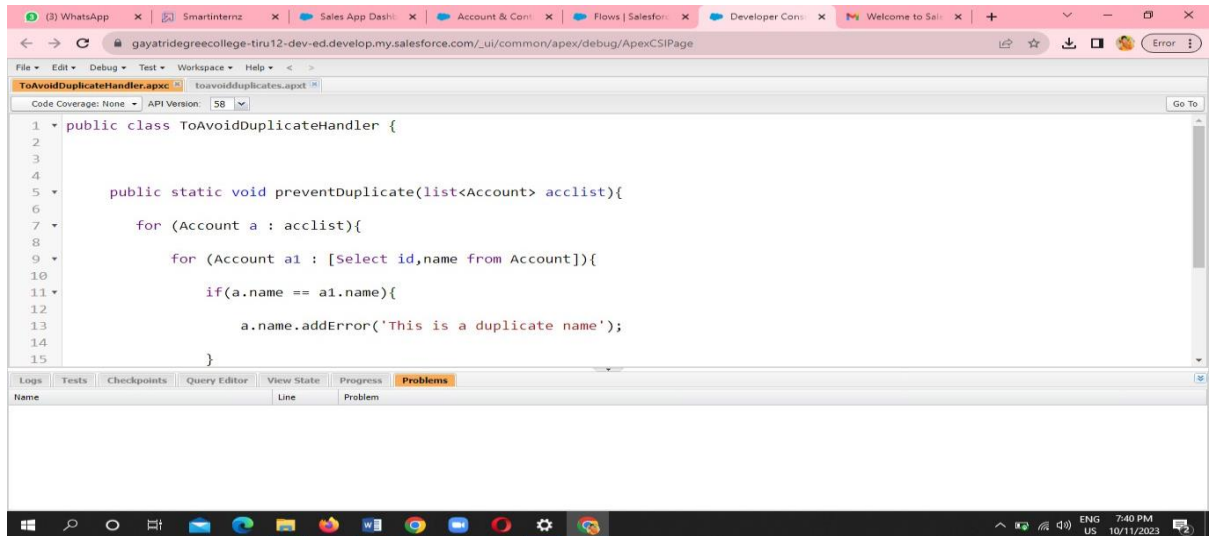 (3) WhatsApp Smartinternz Sales App Dashb Account & Cont Flows | Salesforc Developer Cons Welcome to Sal
gayatridegreecollege-tiru12-dev-ed.develop.my.salesforce.com/_ui/common/apex/debug/ApexCSIPage Error
File Edit Debug Test Workspace Help < >
ToAvoidDuplicateHandler.apxc toavoidduplicates.apxt
Code Coverage: None API Version: 58 Go To
1 public class ToAvoidDuplicateHandler {
2
3
4
5 public static void preventDuplicate(list<Account> acclist){
6
7 for (Account a : acclist){
8
9 for (Account a1 : [Select id,name from Account]){
10
11 if(a.name == a1.name){
12
13 a.name.addError('This is a duplicate name');
14
15 }
Logs Tests Checkpoints Query Editor View State Progress Problems
Name Line Problem
ENG 7:40 PM
US 10/11/2023